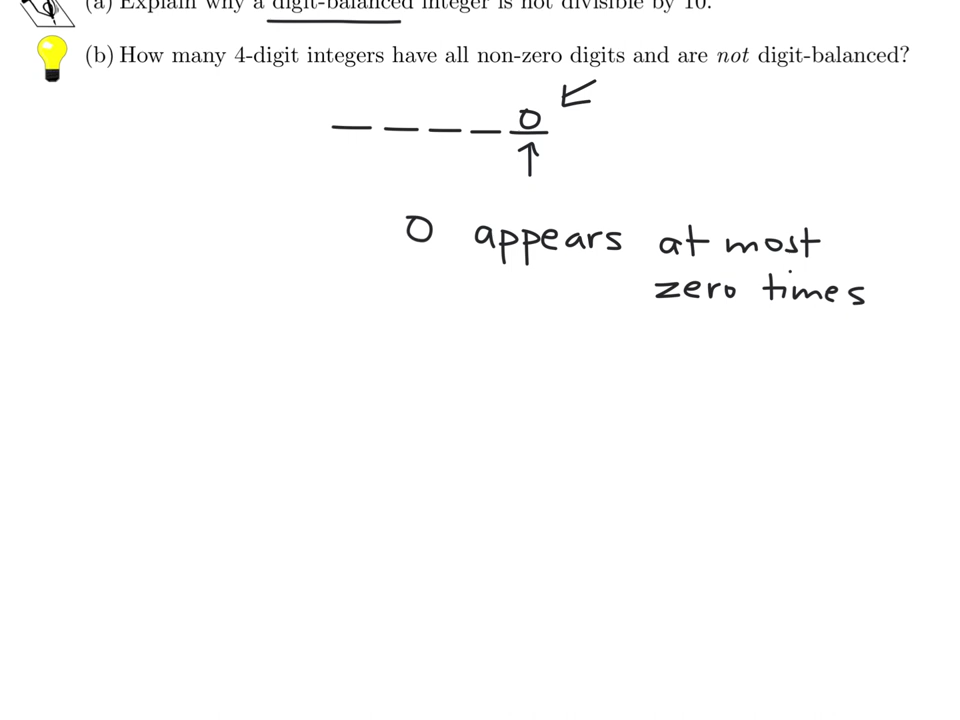 (a) Explain why a digit-balanced integer is not divisible by 10.
(b) How many 4-digit integers have all non-zero digits and are not digit-balanced?
0
0 appears at most
zero times